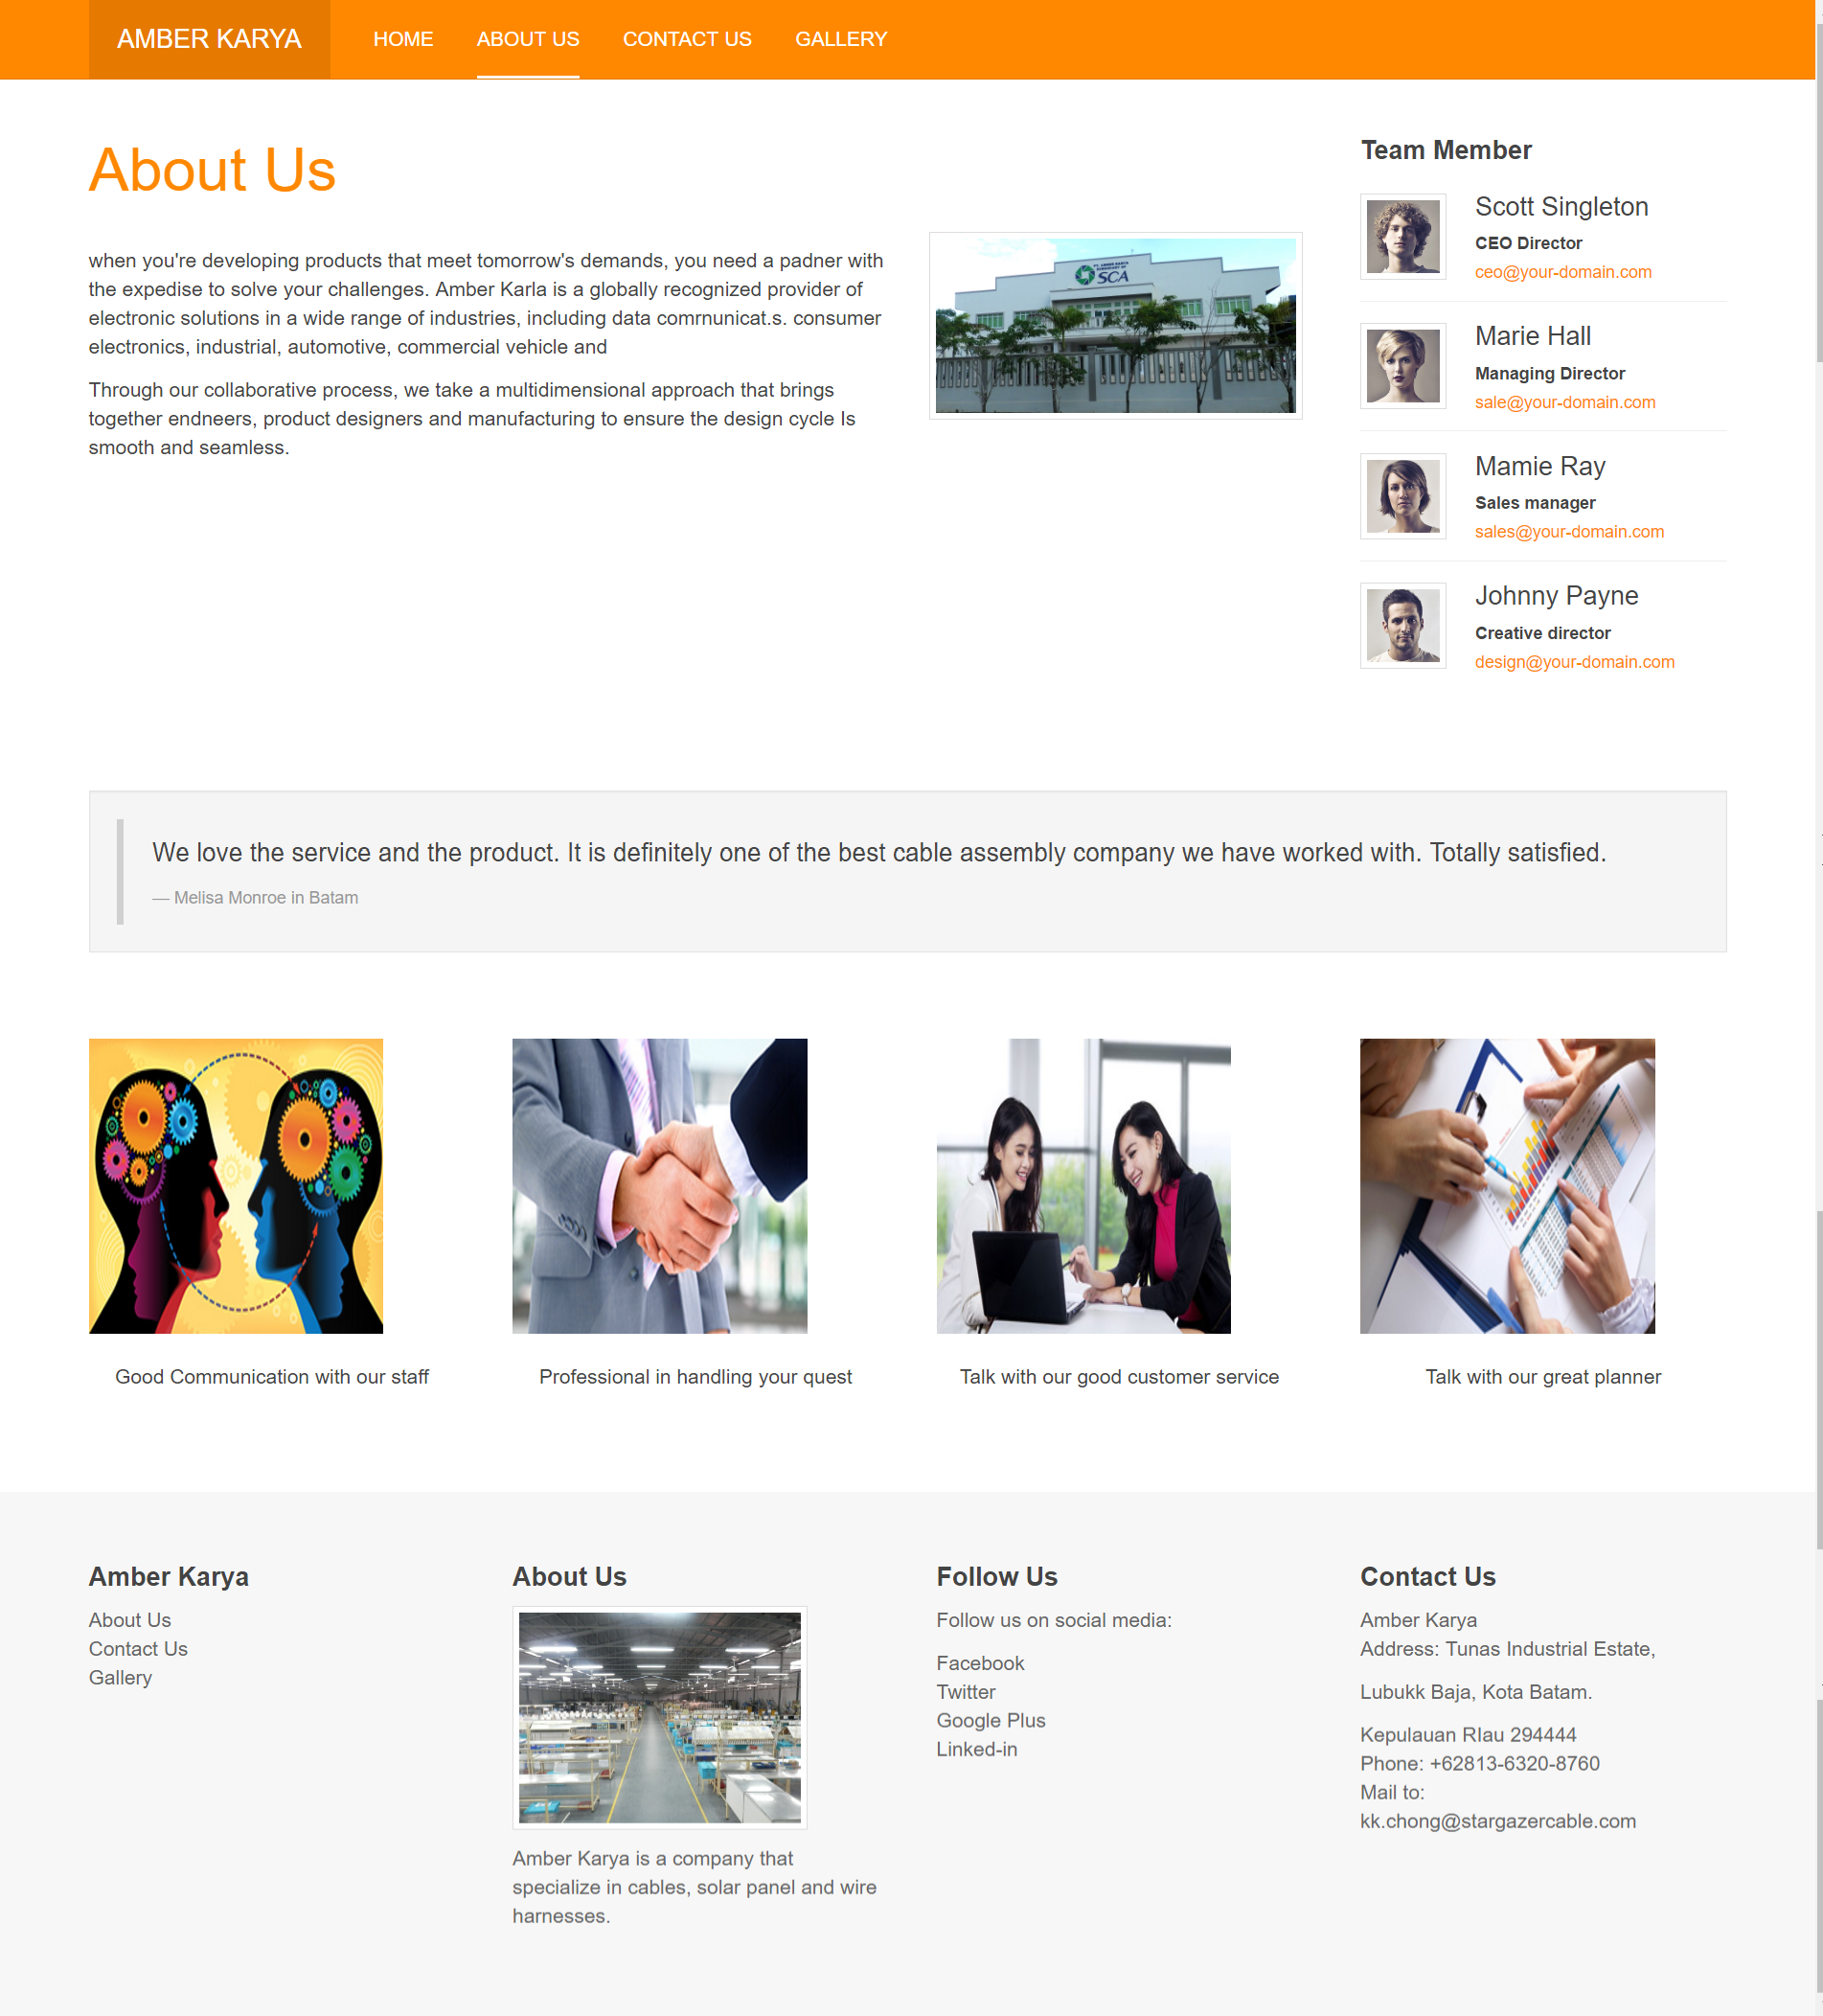 AMBER KARYA
HOME
ABOUT US
CONTACT US
GALLERY
About Us
when you're developing products that meet tomorrow's demands, you need a padner with
the expedise to solve your challenges. Amber Karla is a globally recognized provider of
electronic solutions in a wide range of industries, including data comrnunicat.s. consumer
electronics, industrial, automotive, commercial vehicle and
Through our collaborative process, we take a multidimensional approach that brings
together endneers, product designers and manufacturing to ensure the design cycle Is
smooth and seamless.
PT. AMBER KARYA
SCA
Team Member
Scott Singleton
CEO Director
ceo@your-domain.com
Marie Hall
Managing Director
sale@your-domain.com
Mamie Ray
Sales manager
sales@your-domain.com
Johnny Payne
Creative director
design@your-domain.com
We love the service and the product. It is definitely one of the best cable assembly company we have worked with. Totally satisfied.
— Melisa Monroe in Batam
Good Communication with our staff
Professional in handling your quest
Talk with our good customer service
Talk with our great planner
Amber Karya
About Us
Contact Us
Gallery
About Us
Amber Karya is a company that
specialize in cables, solar panel and wire
harnesses.
Follow Us
Follow us on social media:
Facebook
Twitter
Google Plus
Linked-in
Contact Us
Amber Karya
Address: Tunas Industrial Estate,
Lubukk Baja, Kota Batam.
Kepulauan RIau 294444
Phone: +62813-6320-8760
Mail to:
kk.chong@stargazercable.com